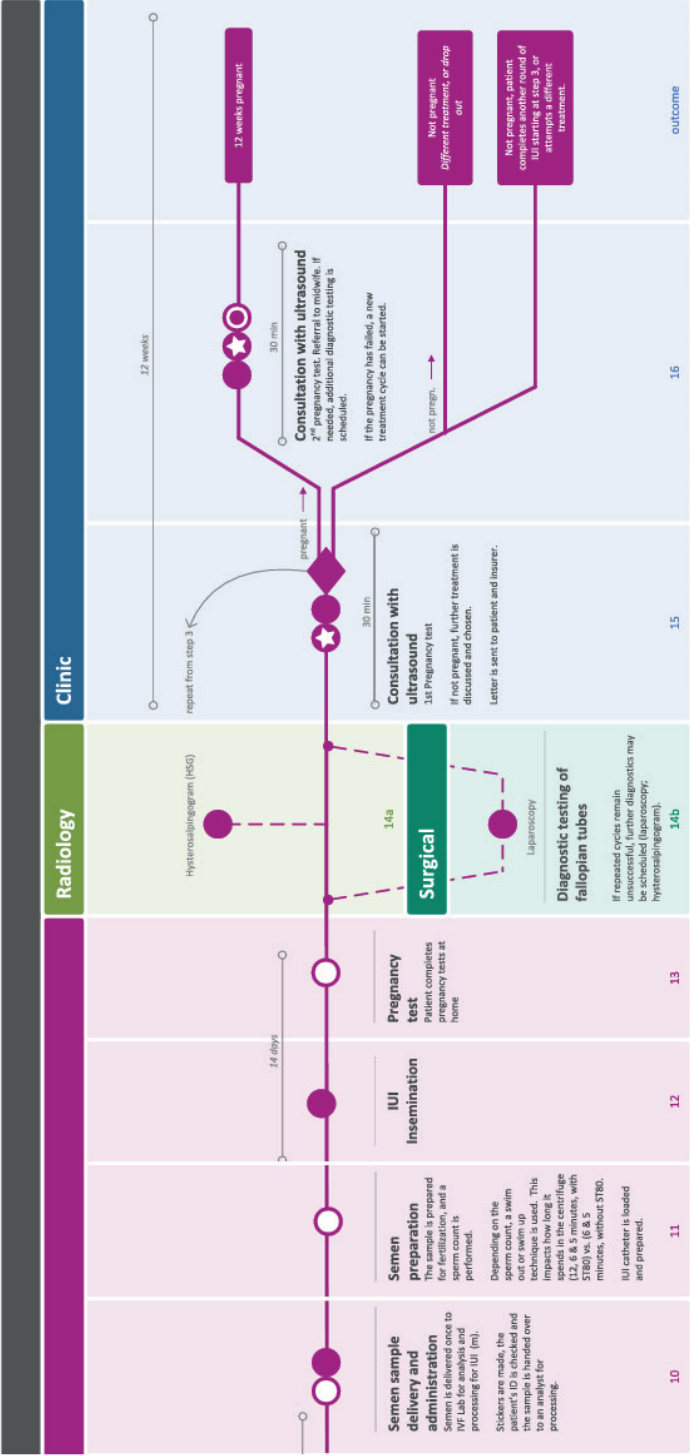 Radiology
Clinic
12 weeks
14 days
Hysterosalpingogram (HSG)
repeat from step 3
pregnant
12 weeks pregnant
30 min
Consultation with ultrasound
2nd pregnancy test. Referral to midwife. If
needed, additional diagnostic testing is
scheduled.
If the pregnancy has failed, a new
treatment cycle can be started.
not pregn.
Not pregnant
Different treatment, or drop
out
Not pregnant, patient
completes another round of
IUI starting at step 3, or
attempts a different
treatment.
Semen sample
delivery and
administration
Semen is delivered once to
IVF Lab for analysis and
processing for IUI (m).
Stickers are made, the
patient's ID is checked and
the sample is handed over
to an analyst for
processing.
Semen
preparation
The sample is prepared
for fertilization, and a
sperm count is
performed.
Depending on the
sperm count, a swim
out or swim up
technique is used. This
impacts how long it
spends in the centrifuge
(12, 6 & 5 minutes, with
ST80) vs. (6 & 5
minutes, without ST80.
IUI catheter is loaded
and prepared.
IUI
Insemination
Pregnancy
test
Patient completes
pregnancy tests at
home
14a
Surgical
Laparoscopy
Diagnostic testing of
fallopian tubes
If repeated cycles remain
unsuccessful, further diagnostics may
be scheduled (laparoscopy;
hysterosalpingogram).
30 min
Consultation with
ultrasound
1st Pregnancy test
If not pregnant, further treatment is
discussed and chosen.
Letter is sent to patient and insurer.
10
11
12
13
14b
15
16
outcome